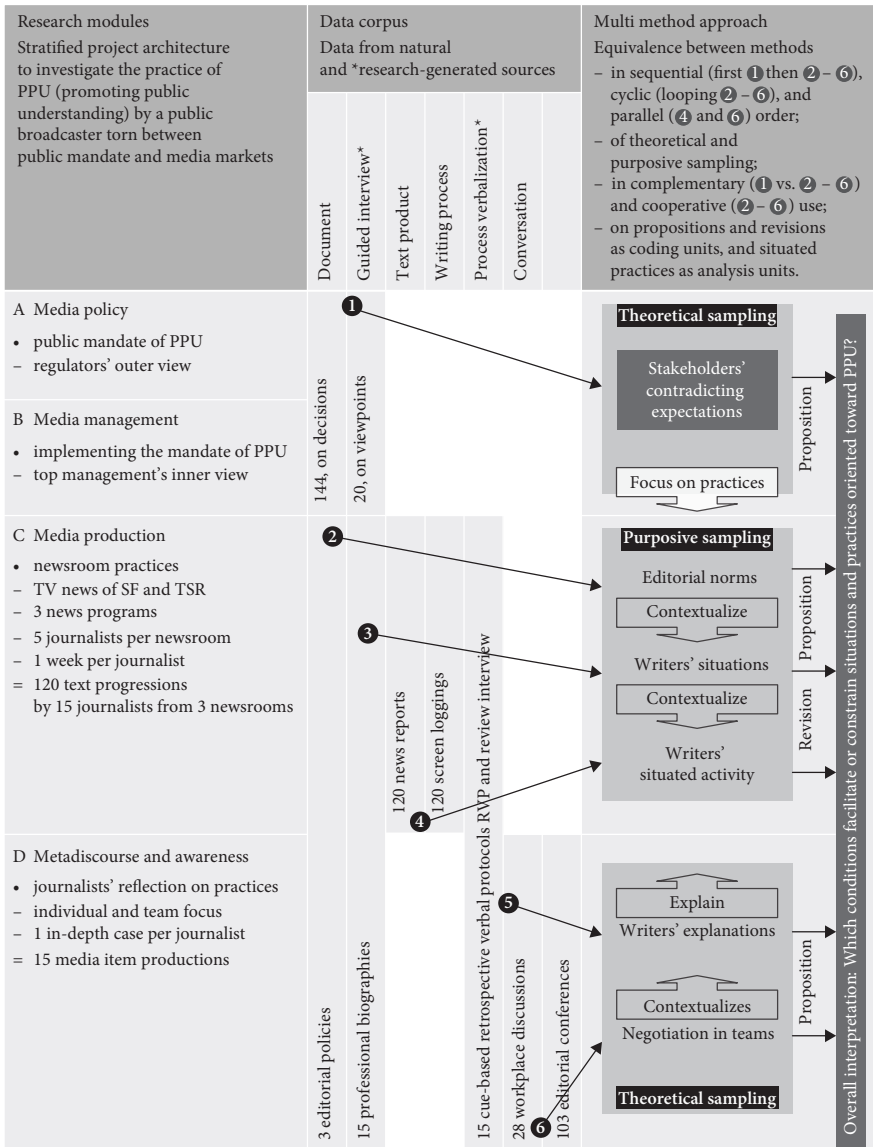 Research modules
Stratified project architecture
to investigate the practice of
PPU (promoting public
understanding) by a public
broadcaster torn between
public mandate and media markets
Data corpus
Data from natural
and *research-generated sources
Document
Guided interview*
Text product
Writing process
Process verbalization*
Conversation
Multi method approach
Equivalence between methods
– in sequential (first 1 then 2 – 6),
cyclic (looping 2 – 6), and
parallel (4 and 6) order;
– of theoretical and
purposive sampling;
– in complementary (1 vs. 2 – 6)
and cooperative (2 – 6) use;
– on propositions and revisions
as coding units, and situated
practices as analysis units.
A Media policy
• public mandate of PPU
– regulators' outer view
B Media management
• implementing the mandate of PPU
– top management's inner view
144, on decisions
20, on viewpoints
1
Theoretical sampling
Stakeholders'
contradicting
expectations
Focus on practices
Proposition
C Media production
• newsroom practices
– TV news of SF and TSR
– 3 news programs
– 5 journalists per newsroom
– 1 week per journalist
= 120 text progressions
by 15 journalists from 3 newsrooms
2
3
120 news reports
120 screen loggings
4
Purposive sampling
Editorial norms
Contextualize
Writers' situations
Contextualize
Writers'
situated activity
Proposition
Revision
D Metadiscourse and awareness
• journalists' reflection on practices
– individual and team focus
– 1 in-depth case per journalist
= 15 media item productions
3 editorial policies
15 professional biographies
15 cue-based retrospective verbal protocols RVP and review interview
28 workplace discussions
103 editorial conferences
5
6
Explain
Writers' explanations
Contextualizes
Negotiation in teams
Theoretical sampling
Proposition
Overall interpretation: Which conditions facilitate or constrain situations and practices oriented toward PPU?